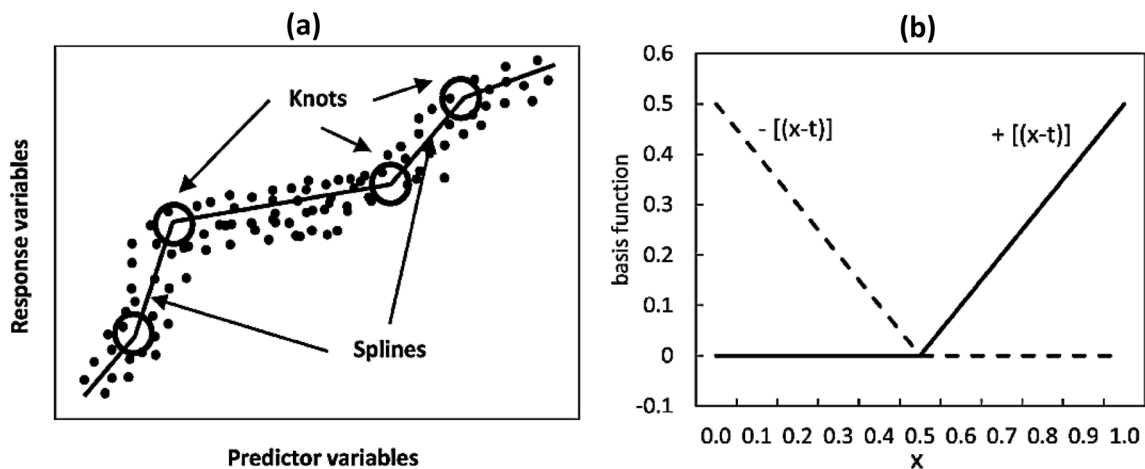 (a)
Knots
Splines
Response variables
Predictor variables
(b)
0.6
0.5
0.4
0.3
0.2
0.1
0
-0.1
basis function
- [(x-t)]
+ [(x-t)]
0.0 0.1 0.2 0.3 0.4 0.5 0.6 0.7 0.8 0.9 1.0
x